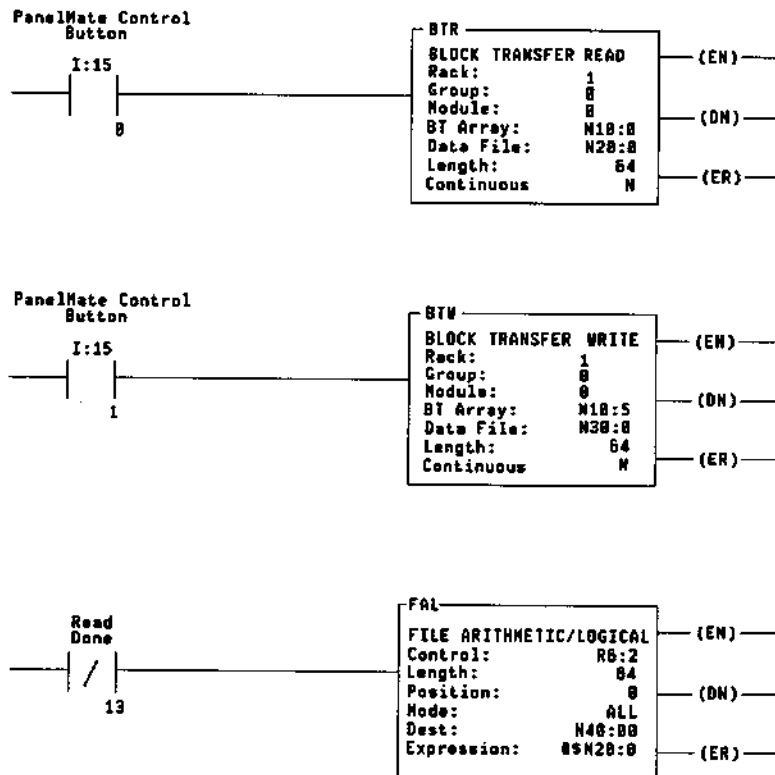 PanelMate Control
Button
I:15
0
BTR
BLOCK TRANSFER READ
Rack: 1
Group: 0
Module: 0
BT Array: N10:0
Data File: N20:0
Length: 64
Continuous N
(EN)
(DN)
(ER)
PanelMate Control
Button
I:15
1
BTW
BLOCK TRANSFER WRITE
Rack: 1
Group: 0
Module: 0
BT Array: N10:5
Data File: N30:0
Length: 64
Continuous N
(EN)
(DN)
(ER)
Read
Done
13
FAL
FILE ARITHMETIC/LOGICAL
Control: R6:2
Length: 64
Position: 0
Mode: ALL
Dest: N40:00
Expression:
(EN)
(DN)
(ER)